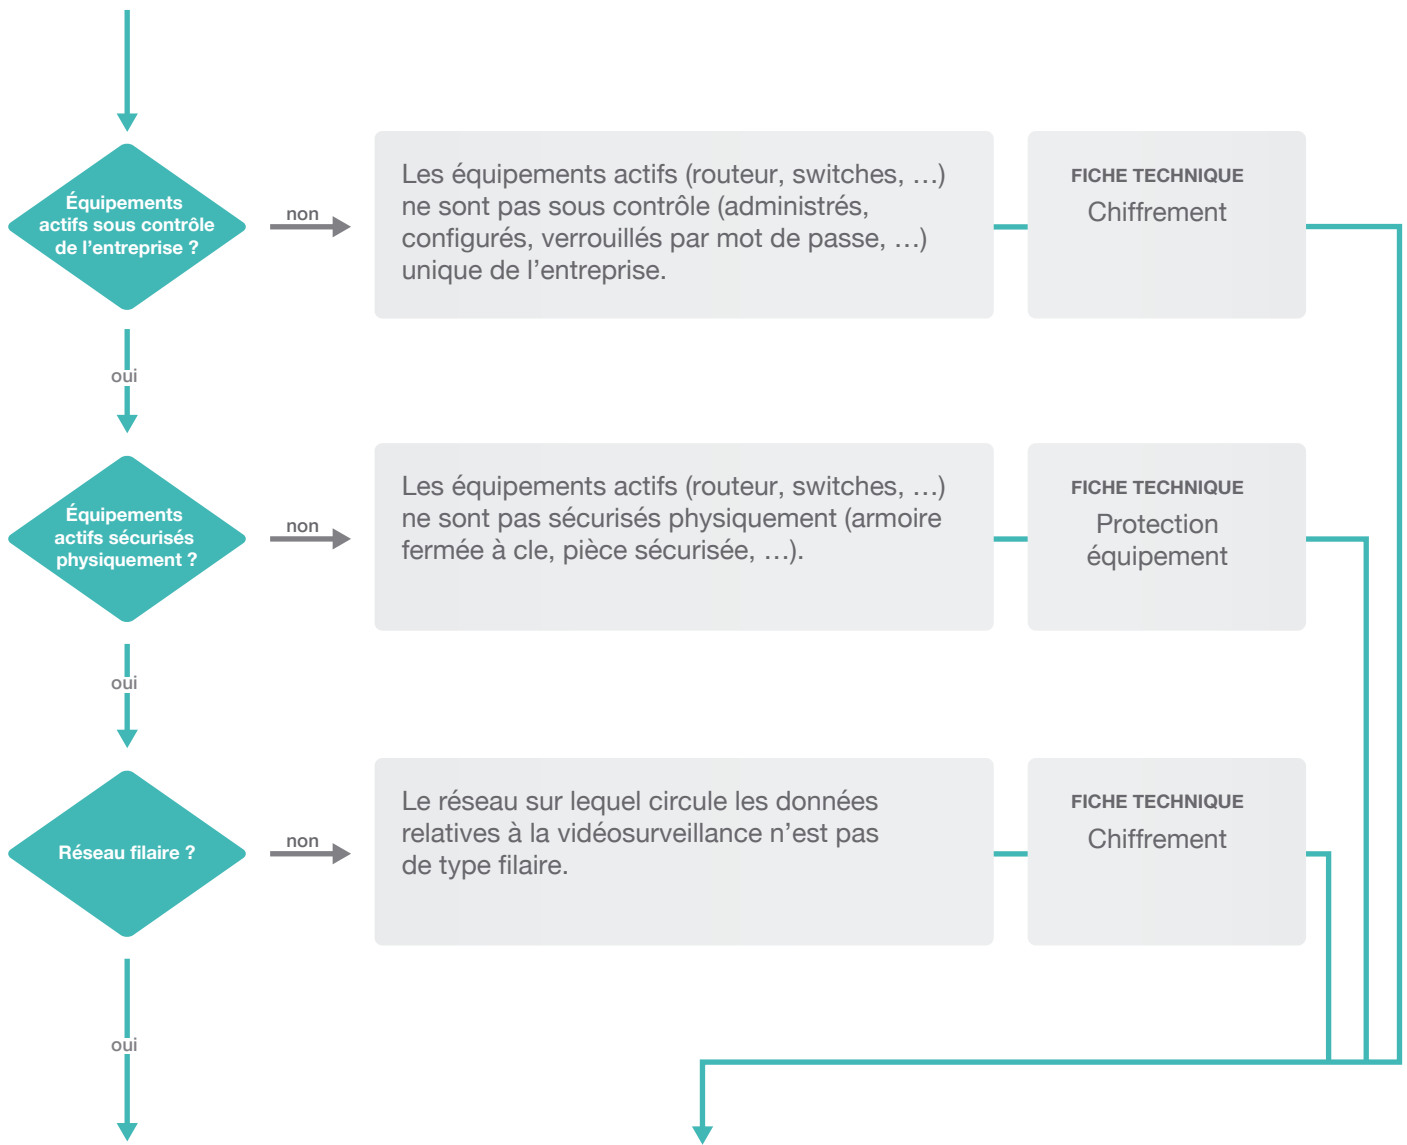 Équipements
actifs sous contrôle
de l’entreprise ?
non
Les équipements actifs (routeur, switches, …)
ne sont pas sous contrôle (administrés,
configurés, verrouillés par mot de passe, …)
unique de l’entreprise.
FICHE TECHNIQUE
Chiffrement
oui
Équipements
actifs sécurisés
physiquement ?
non
Les équipements actifs (routeur, switches, …)
ne sont pas sécurisés physiquement (armoire
fermée à cle, pièce sécurisée, …).
FICHE TECHNIQUE
Protection
équipement
oui
Réseau filaire ?
non
Le réseau sur lequel circule les données
relatives à la vidéosurveillance n’est pas
de type filaire.
FICHE TECHNIQUE
Chiffrement
oui